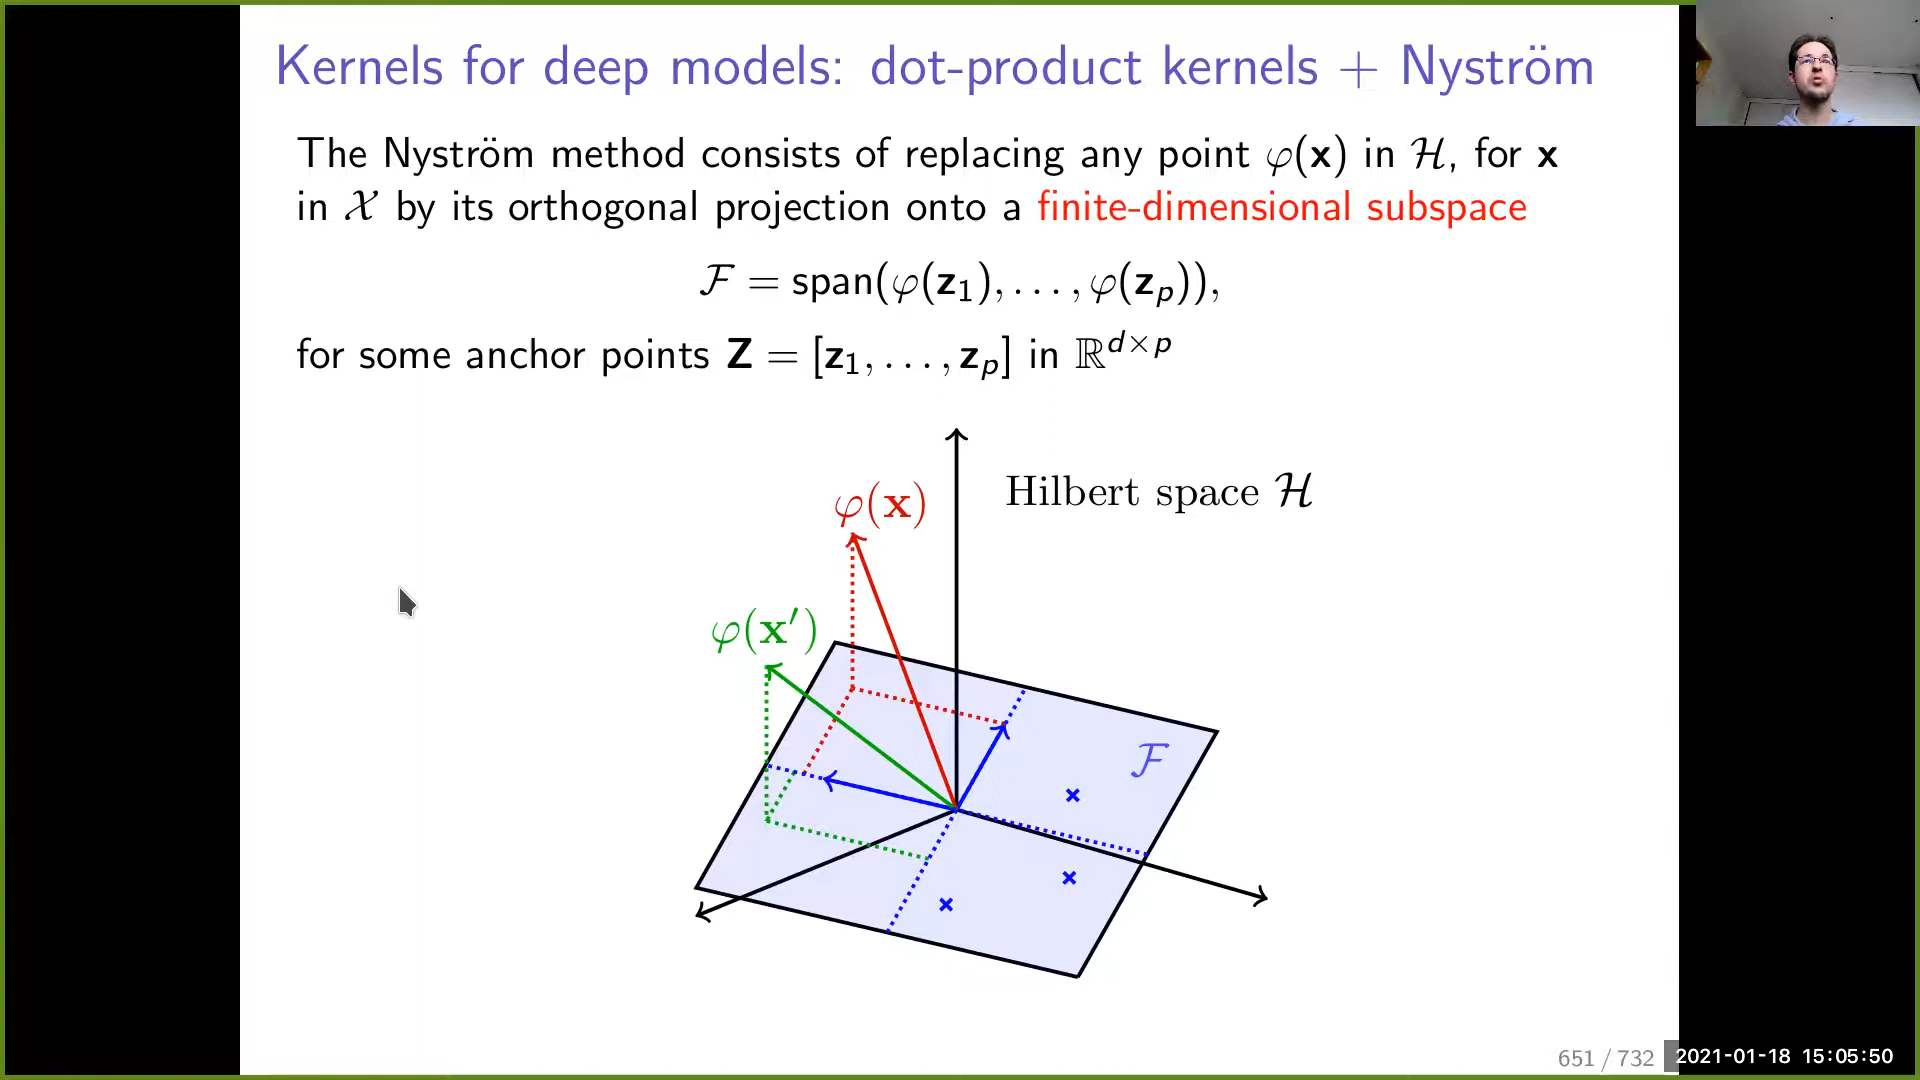 Kernels for deep models: dot-product kernels + Nyström
The Nyström method consists of replacing any point φ(x) in ℋ, for x
in 𝒳 by its orthogonal projection onto a finite-dimensional subspace
ℱ = span(φ(z₁), . . . , φ(zₚ)),
for some anchor points Z = [z₁, . . . , zₚ] in ℝᵈˣᵖ
Hilbert space ℋ
φ(x)
φ(x′)
ℱ
651 / 732
2021-01-18 15:05:50